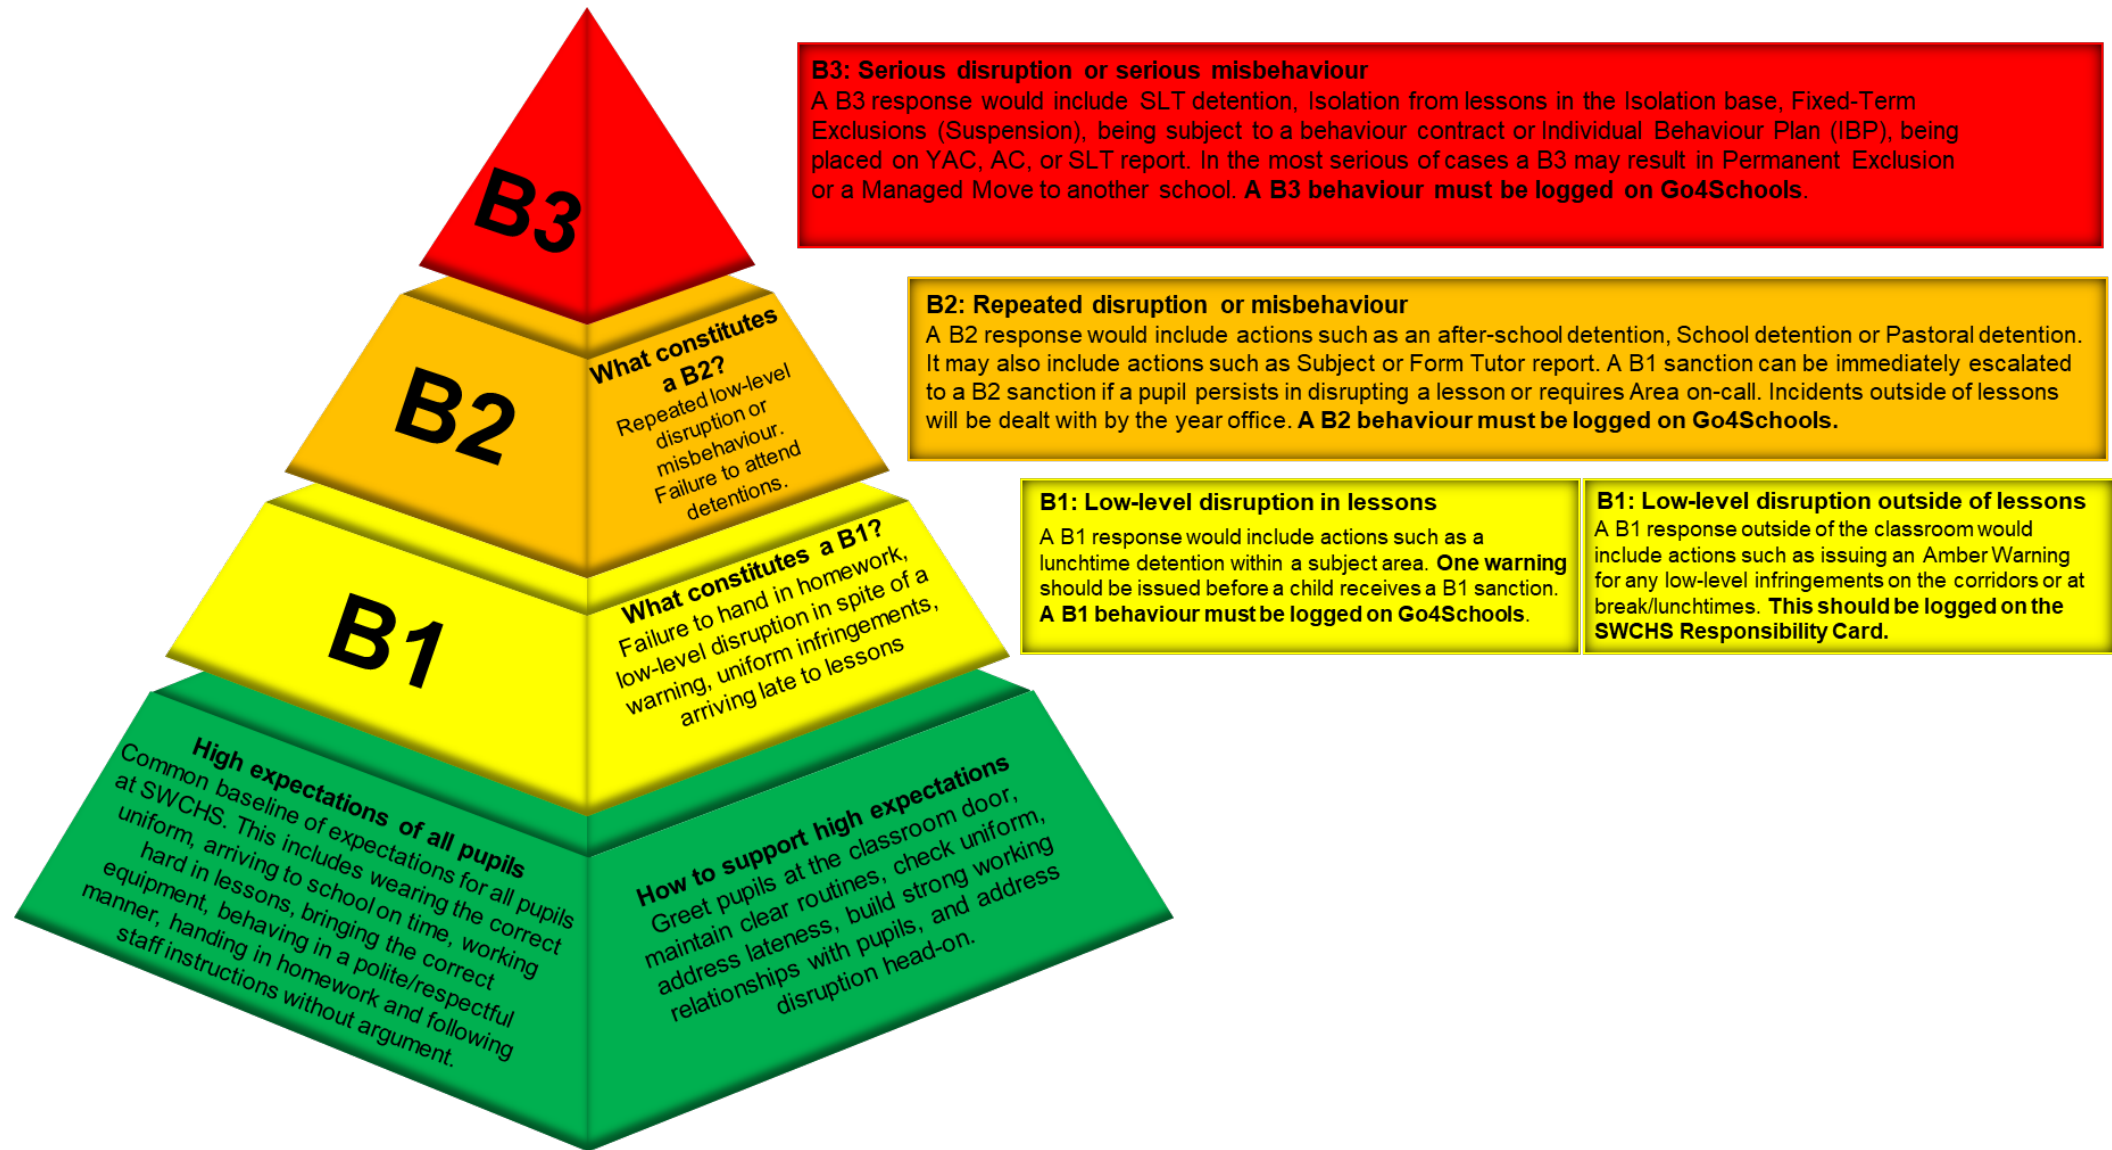 B3
B3: Serious disruption or serious misbehaviour
A B3 response would include SLT detention, Isolation from lessons in the Isolation base, Fixed-Term
Exclusions (Suspension), being subject to a behaviour contract or Individual Behaviour Plan (IBP), being
placed on YAC, AC, or SLT report. In the most serious of cases a B3 may result in Permanent Exclusion
or a Managed Move to another school. A B3 behaviour must be logged on Go4Schools.
B2
What constitutes
a B2?
Repeated low-level
disruption or
misbehaviour.
Failure to attend
detentions.
B2: Repeated disruption or misbehaviour
A B2 response would include actions such as an after-school detention, School detention or Pastoral detention.
It may also include actions such as Subject or Form Tutor report. A B1 sanction can be immediately escalated
to a B2 sanction if a pupil persists in disrupting a lesson or requires Area on-call. Incidents outside of lessons
will be dealt with by the year office. A B2 behaviour must be logged on Go4Schools.
B1
What constitutes a B1?
Failure to hand in homework,
low-level disruption in spite of a
warning, uniform infringements,
arriving late to lessons
B1: Low-level disruption in lessons
A B1 response would include actions such as a
lunchtime detention within a subject area. One warning
should be issued before a child receives a B1 sanction.
A B1 behaviour must be logged on Go4Schools.
B1: Low-level disruption outside of lessons
A B1 response outside of the classroom would
include actions such as issuing an Amber Warning
for any low-level infringements on the corridors or at
break/lunchtimes. This should be logged on the
SWCHS Responsibility Card.
High expectations of all pupils
Common baseline of expectations for all pupils
at SWCHS. This includes wearing the correct
uniform, arriving to school on time, working
hard in lessons, bringing the correct
equipment, behaving in a polite/respectful
manner, handing in homework and following
staff instructions without argument.
How to support high expectations
Greet pupils at the classroom door,
maintain clear routines, check uniform,
address lateness, build strong working
relationships with pupils, and address
disruption head-on.